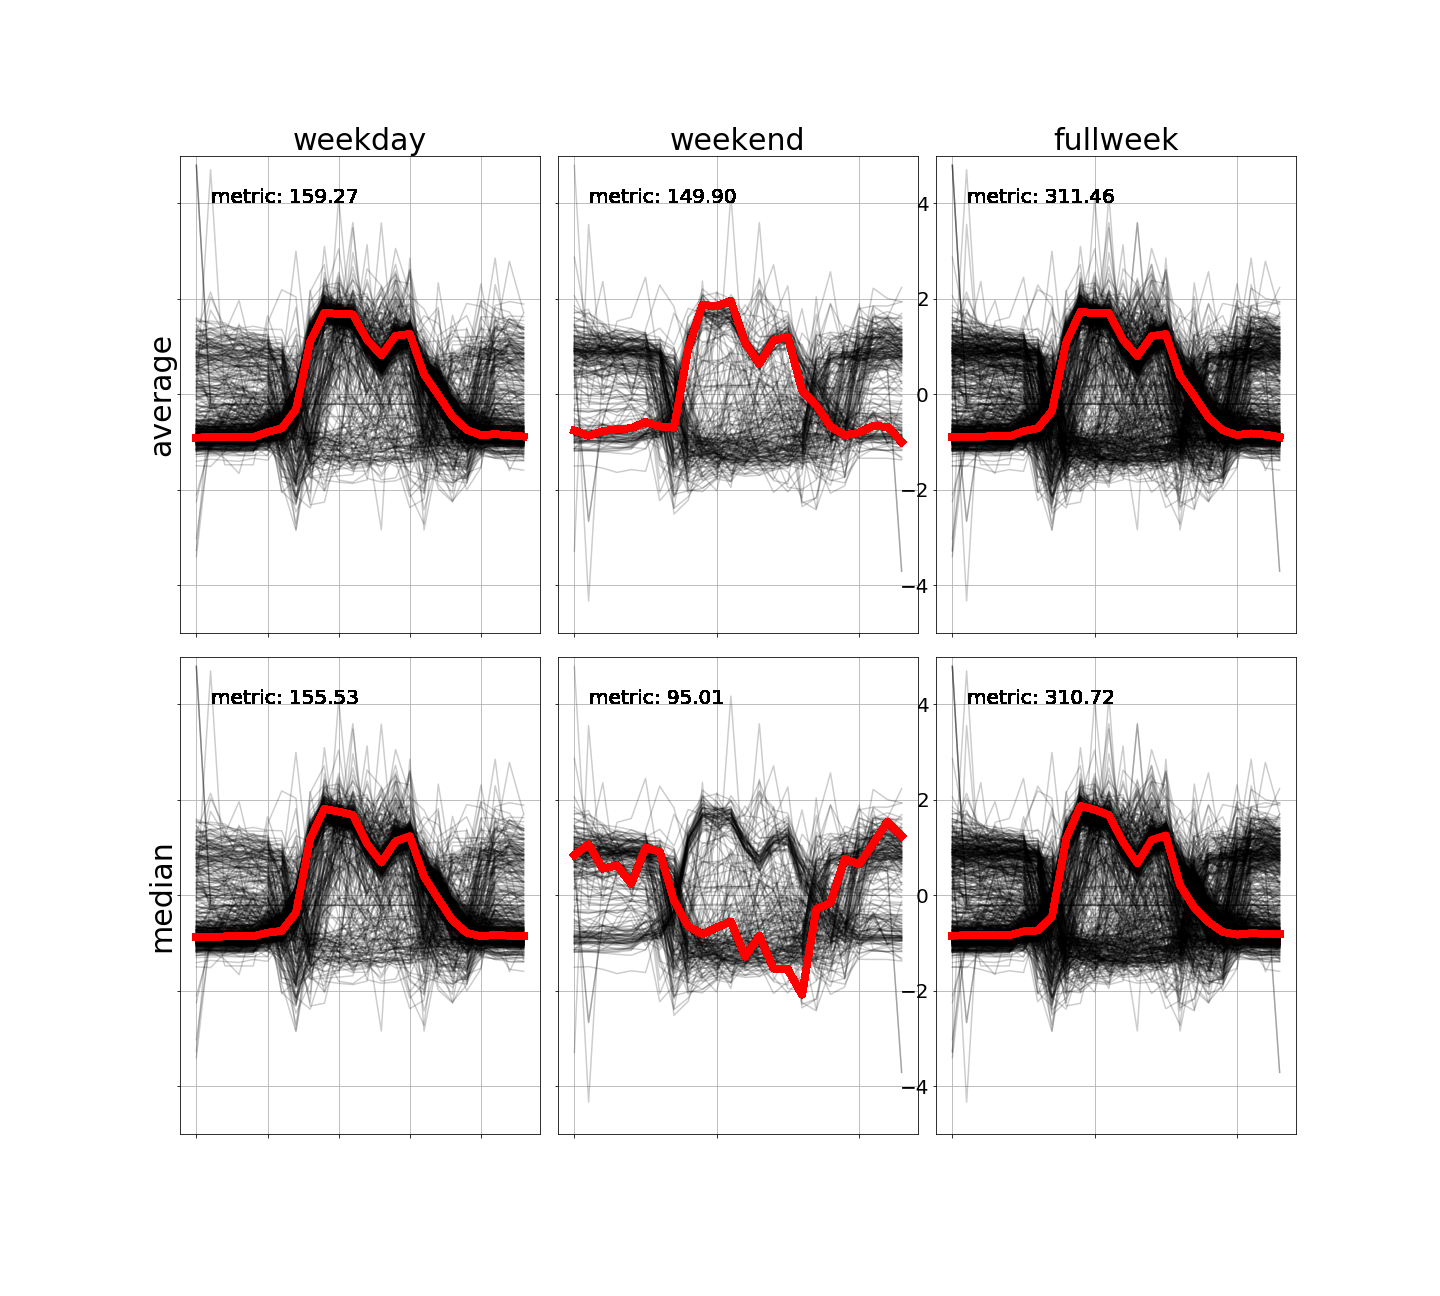 weekday weekend fullweek
average
metric: 159.27
metric: 149.90
metric: 311.46
4
2
0
−2
−4
median
metric: 155.53
metric: 95.01
metric: 310.72
4
2
0
−2
−4